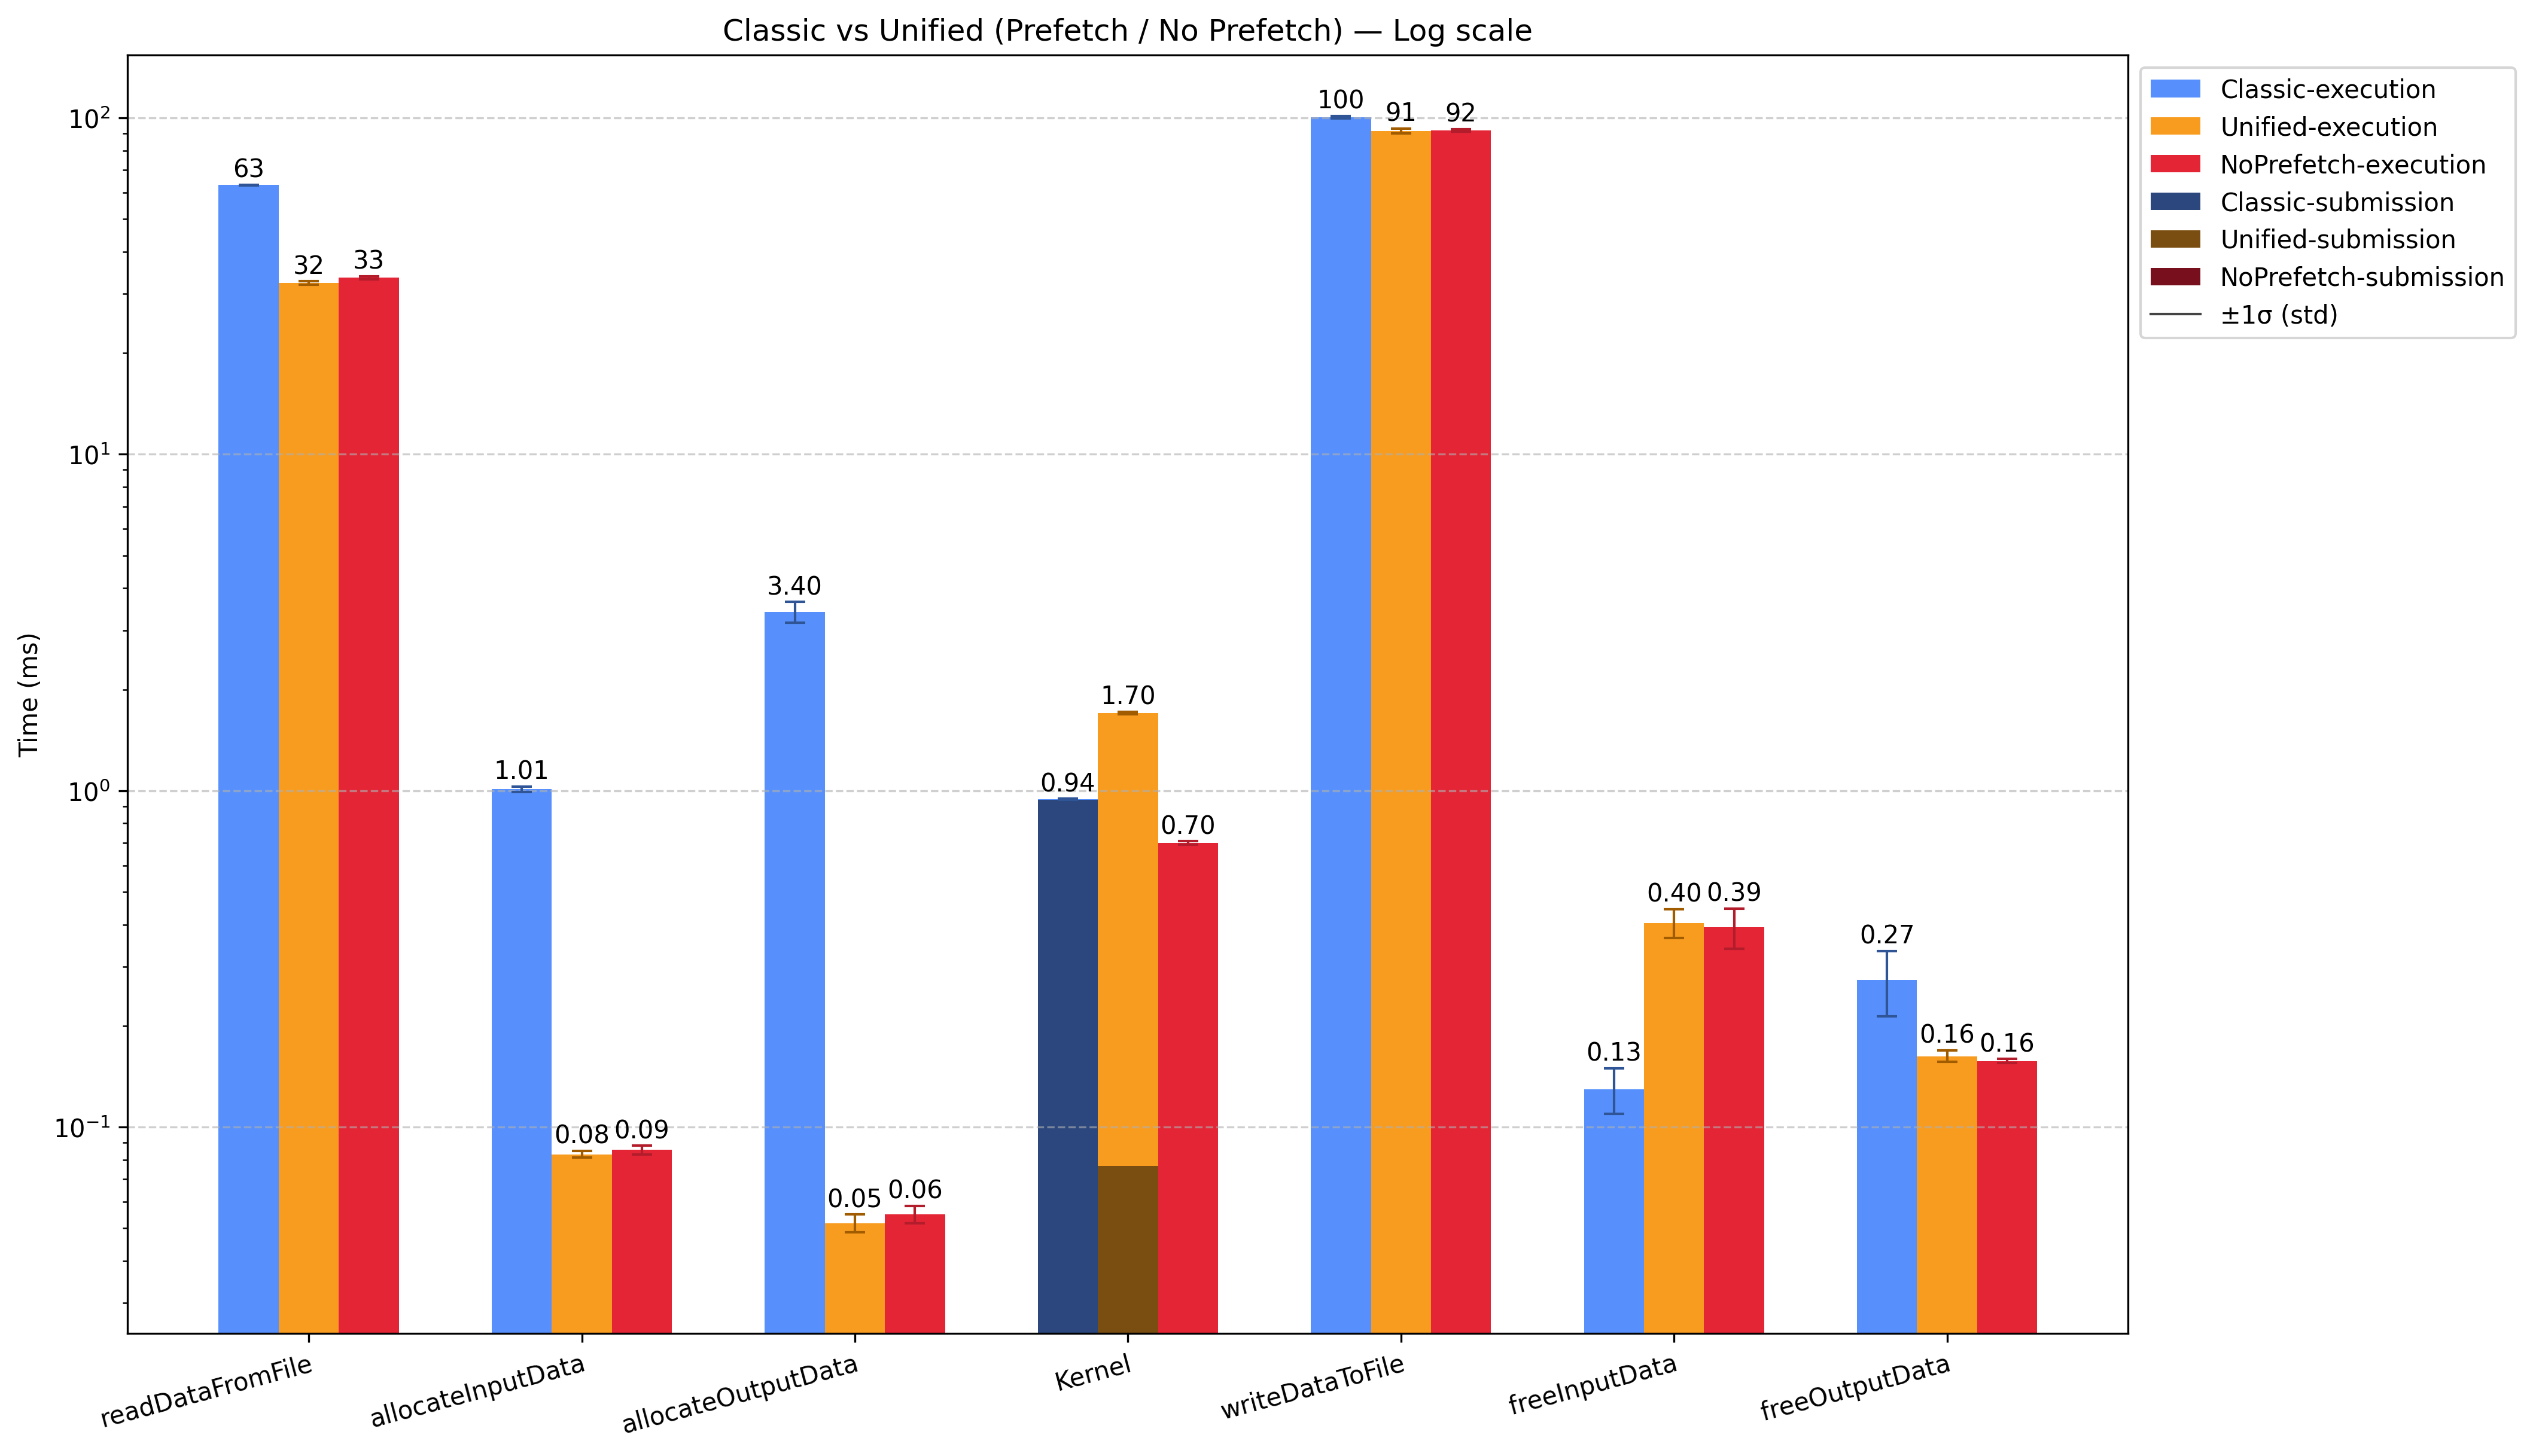 Classic vs Unified (Prefetch / No Prefetch) — Log scale
Time (ms)
10²
10¹
10⁰
10⁻¹
63
32
33
1.01
0.08
0.09
3.40
0.05
0.06
0.94
1.70
0.70
100
91
92
0.13
0.40
0.39
0.27
0.16
0.16
readDataFromFile
allocateInputData
allocateOutputData
Kernel
writeDataToFile
freeInputData
freeOutputData
Classic-execution
Unified-execution
NoPrefetch-execution
Classic-submission
Unified-submission
NoPrefetch-submission
±1σ (std)